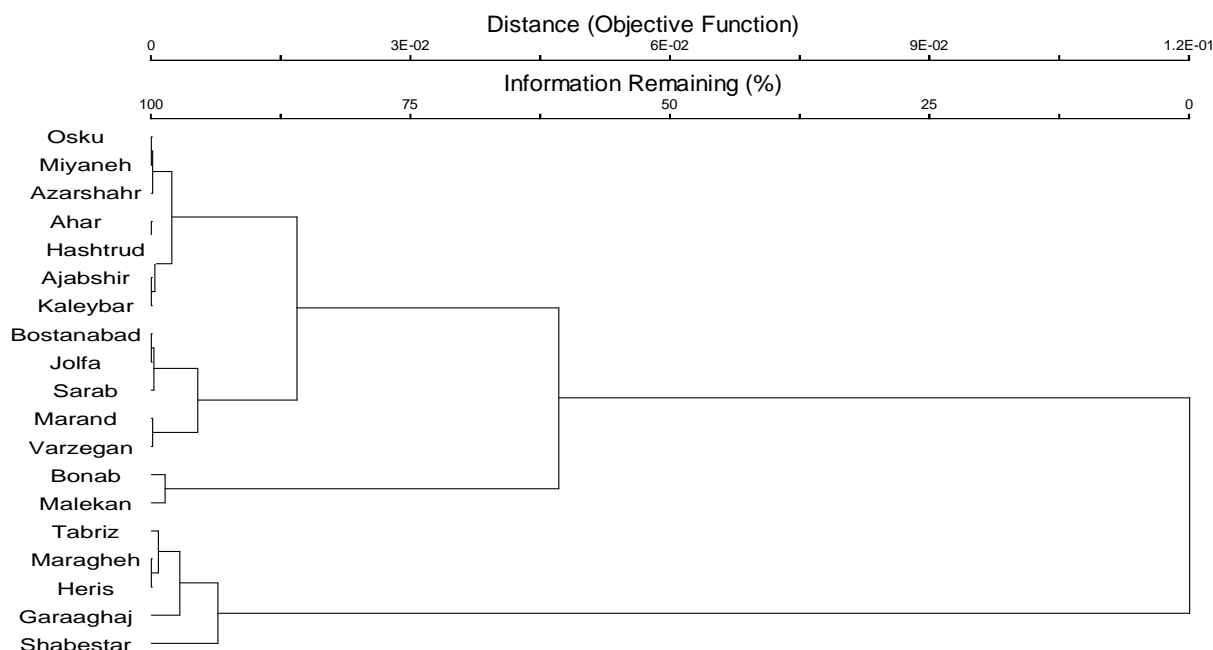 Distance (Objective Function)
0 3E-02 6E-02 9E-02 1.2E-01
Information Remaining (%)
100 75 50 25 0
Osku
Miyaneh
Azarshahr
Ahar
Hashtrud
Ajabshir
Kaleybar
Bostanabad
Jolfa
Sarab
Marand
Varzegan
Bonab
Malekan
Tabriz
Maragheh
Heris
Garaaghaj
Shabestar